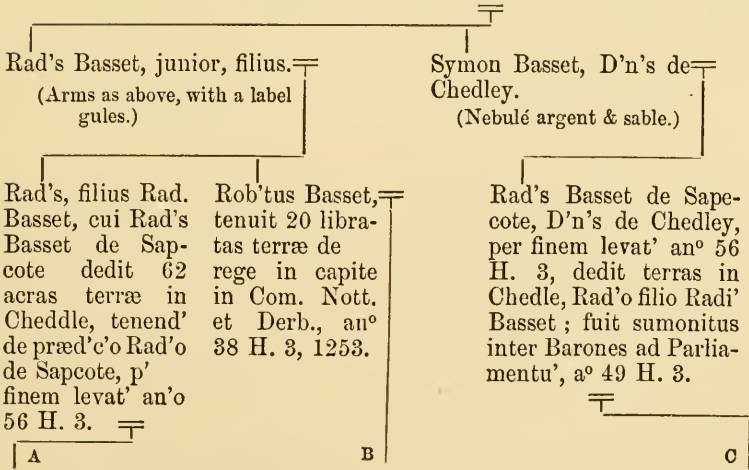 Rad's Basset, junior, filius.
(Arms as above, with a label
gules.)
Symon Basset, D'n's de
Chedley.
(Nebulé argent & sable.)
Rad's, filius Rad.
Basset, cui Rad's
Basset de Sap-
cote dedit 62
acras terræ in
Cheddle, tenend'
de præd'c'o Rad'o
de Sapcote, p'
finem levat' an'o
56 H. 3.
Rob'tus Basset,
tenuit 20 libra-
tas terræ de
rege in capite
in Com. Nott.
et Derb., anº
38 H. 3, 1253.
Rad's Basset de Sape-
cote, D'n's de Chedley,
per finem levat' anº 56
H. 3, dedit terras in
Chedle, Rad'o filio Radi'
Basset; fuit sumonitus
inter Barones ad Parlia-
mentu', aº 49 H. 3.
A
B
C